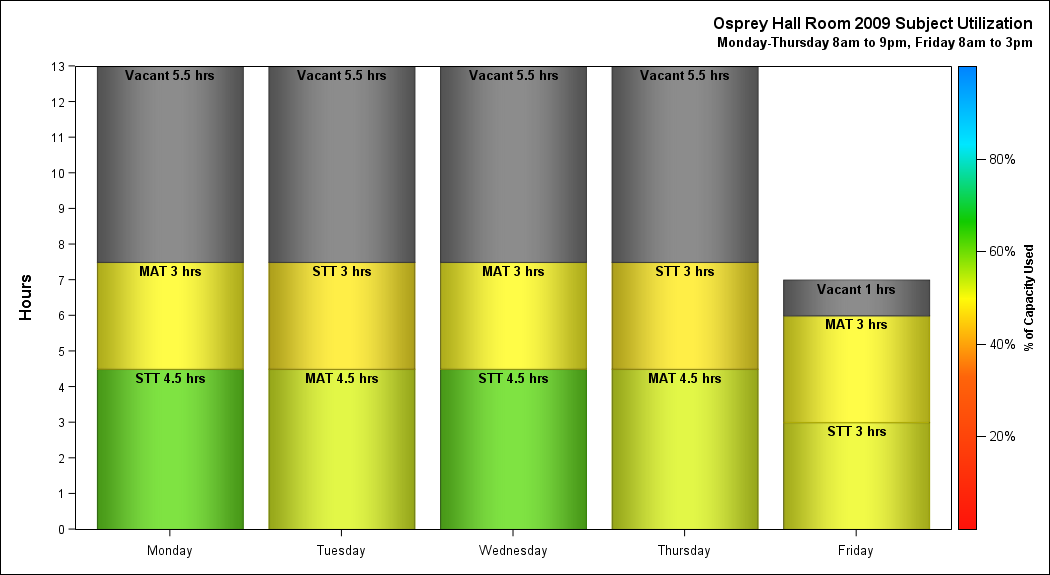 Osprey Hall Room 2009 Subject Utilization
Monday-Thursday 8am to 9pm, Friday 8am to 3pm
Hours
13
12
11
10
9
8
7
6
5
4
3
2
1
0
Vacant 5.5 hrs
MAT 3 hrs
STT 4.5 hrs
Vacant 5.5 hrs
STT 3 hrs
MAT 4.5 hrs
Vacant 5.5 hrs
MAT 3 hrs
STT 4.5 hrs
Vacant 5.5 hrs
STT 3 hrs
MAT 4.5 hrs
Vacant 1 hrs
MAT 3 hrs
STT 3 hrs
Monday Tuesday Wednesday Thursday Friday
80%
60%
40%
20%
% of Capacity Used